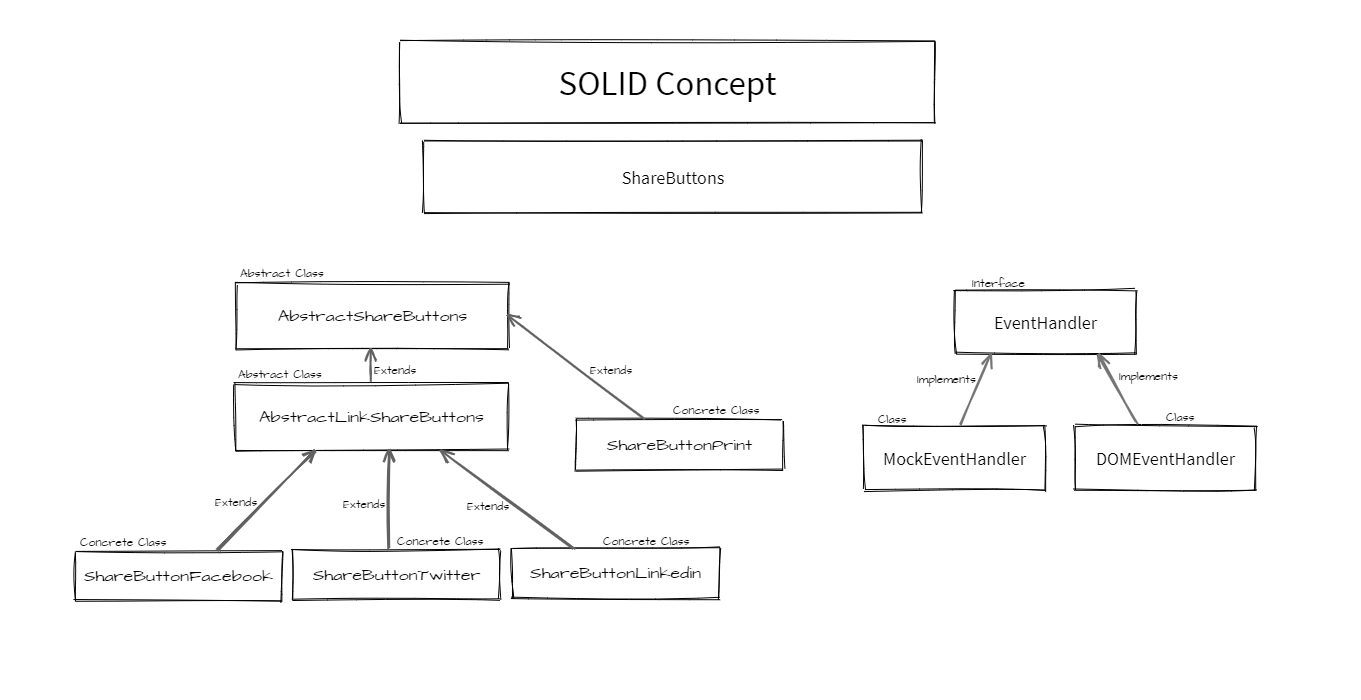 SOLID Concept
ShareButtons
Abstract Class
AbstractShareButtons
Extends
Abstract Class
AbstractLinkShareButtons
Extends
Concrete Class
ShareButtonPrint
Extends
Extends
Extends
Concrete Class
ShareButtonFacebook
Concrete Class
ShareButtonTwitter
Concrete Class
ShareButtonLinkedin
Interface
EventHandler
Implements
Implements
Class
MockEventHandler
Class
DOMEventHandler